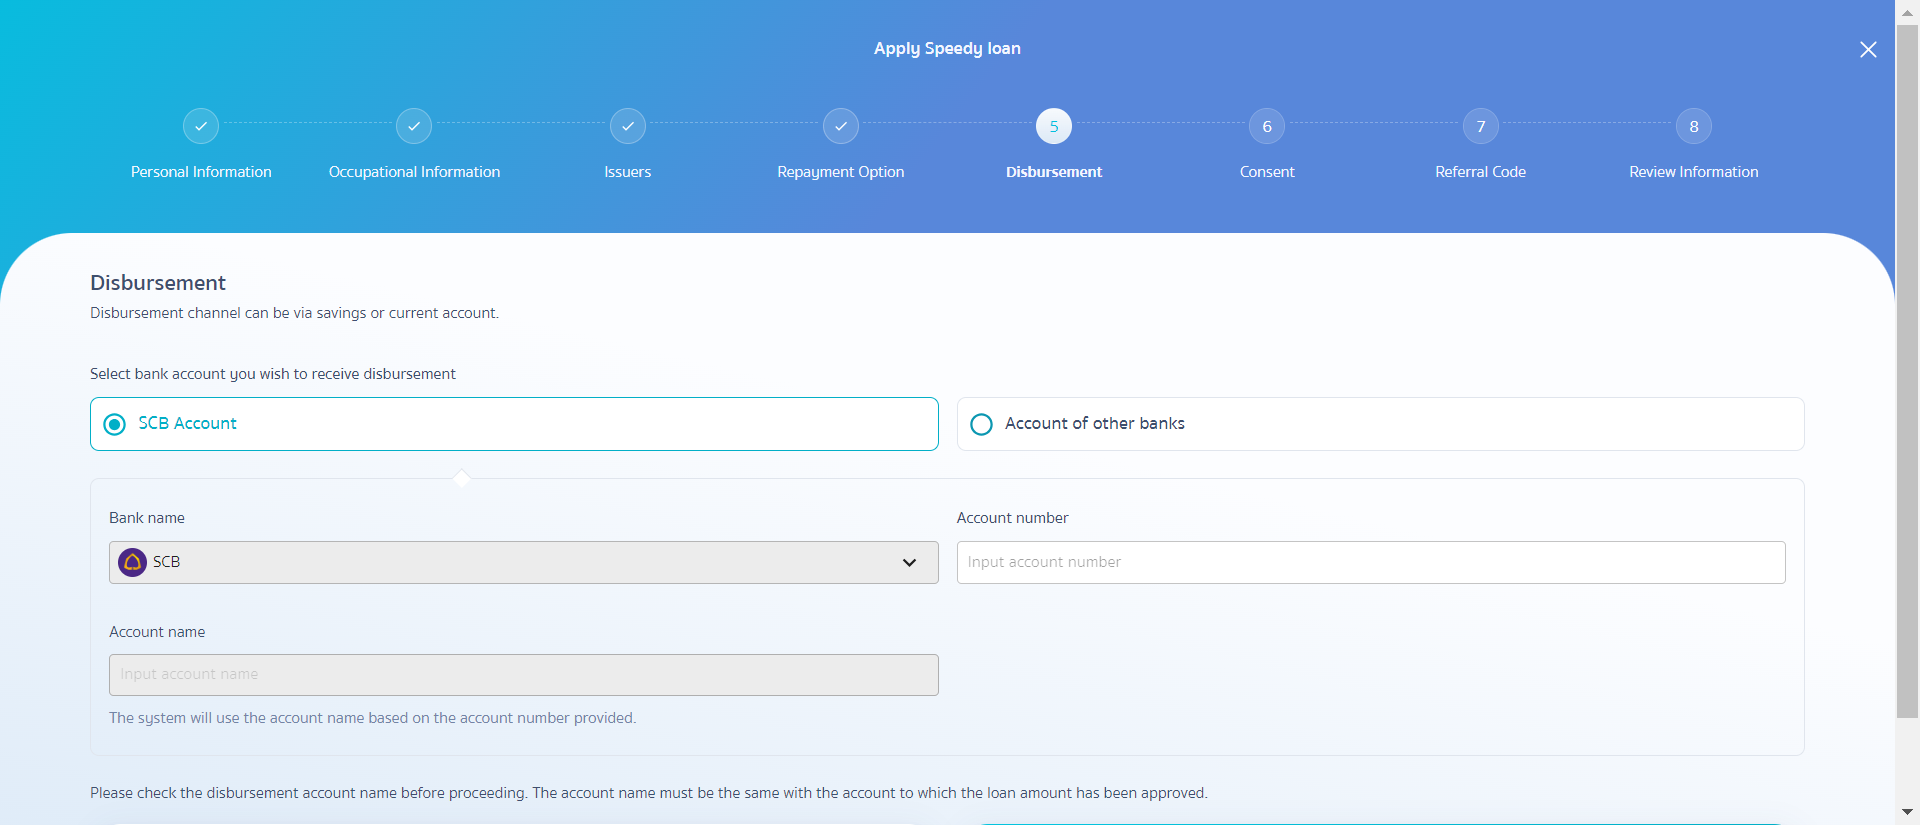 Apply Speedy loan
5
6
7
8
Personal Information
Occupational Information
Issuers
Repayment Option
Disbursement
Consent
Referral Code
Review Information
Disbursement
Disbursement channel can be via savings or current account.
Select bank account you wish to receive disbursement
SCB Account
Account of other banks
Bank name
Account number
SCB
Input account number
Account name
Input account name
The system will use the account name based on the account number provided.
Please check the disbursement account name before proceeding. The account name must be the same with the account to which the loan amount has been approved.